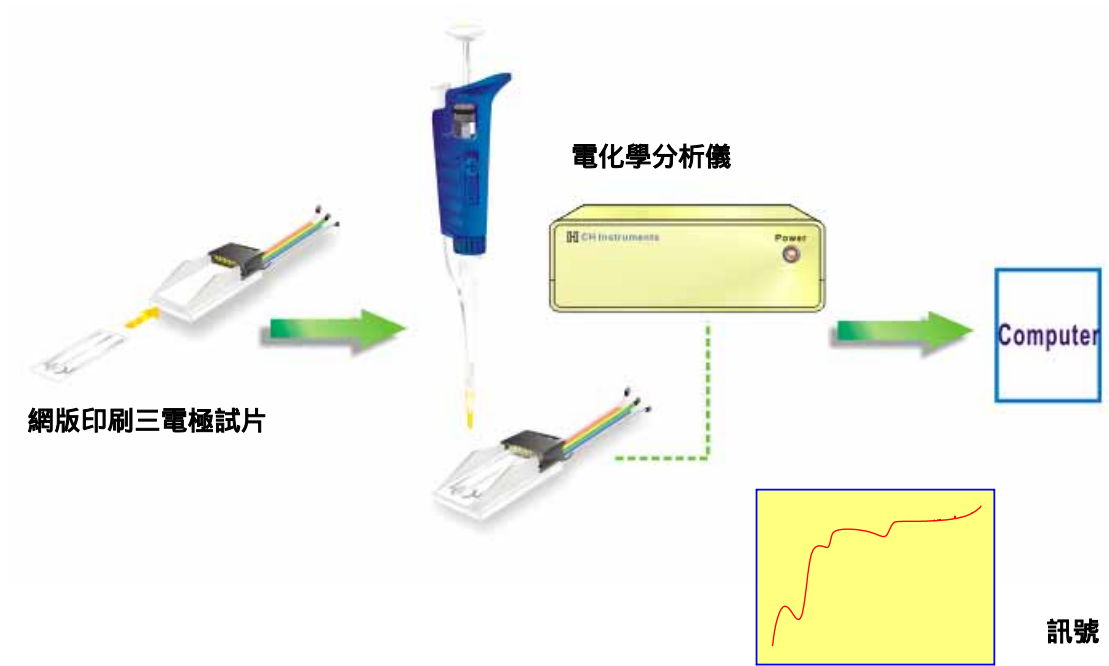 電化學分析儀
CH Instruments
Power
Computer
網版印刷三電極試片
訊號